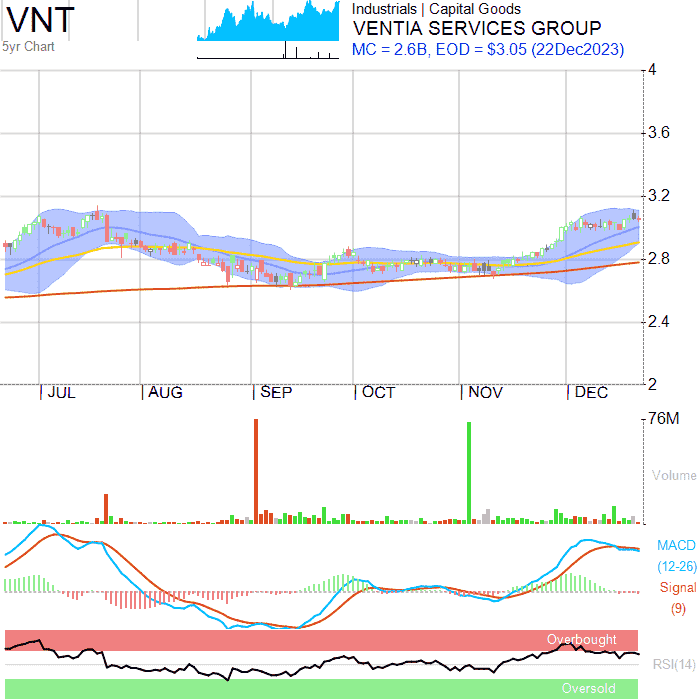 VNT
5yr Chart
Industrials | Capital Goods
VENTIA SERVICES GROUP
MC = 2.6B, EOD = $3.05 (22Dec2023)
4
3.6
3.2
2.8
2.4
2
JUL AUG SEP OCT NOV DEC
76M
Volume
MACD
(12-26)
Signal
(9)
Overbought
RSI(14)
Oversold